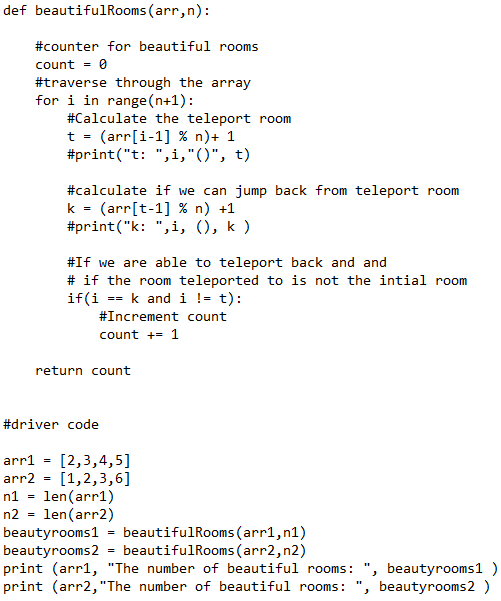 def beautifulRooms(arr,n):
#counter for beautiful rooms
count = 0
#traverse through the array
for i in range(n+1):
#Calculate the teleport room
t = (arr[i-1] % n)+ 1
#print("t: ",i,"()", t)
#calculate if we can jump back from teleport room
k = (arr[t-1] % n) +1
#print("k: ",i, (), k )
#If we are able to teleport back and and
# if the room teleported to is not the intial room
if(i == k and i != t):
#Increment count
count += 1
return count
#driver code
arr1 = [2,3,4,5]
arr2 = [1,2,3,6]
n1 = len(arr1)
n2 = len(arr2)
beautyrooms1 = beautifulRooms(arr1,n1)
beautyrooms2 = beautifulRooms(arr2,n2)
print (arr1, "The number of beautiful rooms: ", beautyrooms1 )
print (arr2,"The number of beautiful rooms: ", beautyrooms2 )